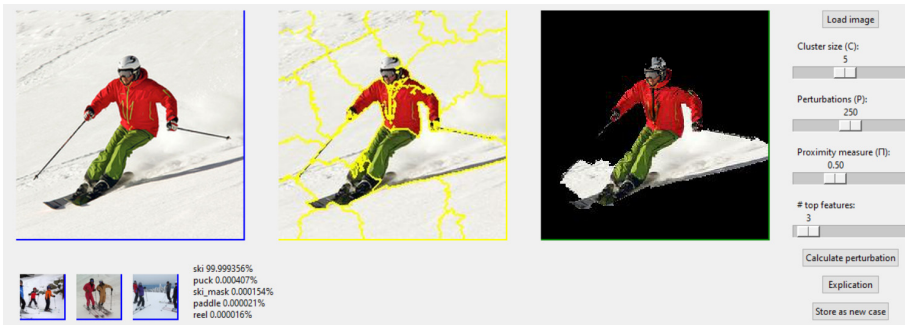 Load image
Cluster size (C):
5
Perturbations (P):
250
Proximity measure (Π):
0.50
# top features:
3
Calculate perturbation
Explication
Store as new case
ski 99.999356%
puck 0.000407%
ski_mask 0.000154%
paddle 0.000021%
reel 0.000016%